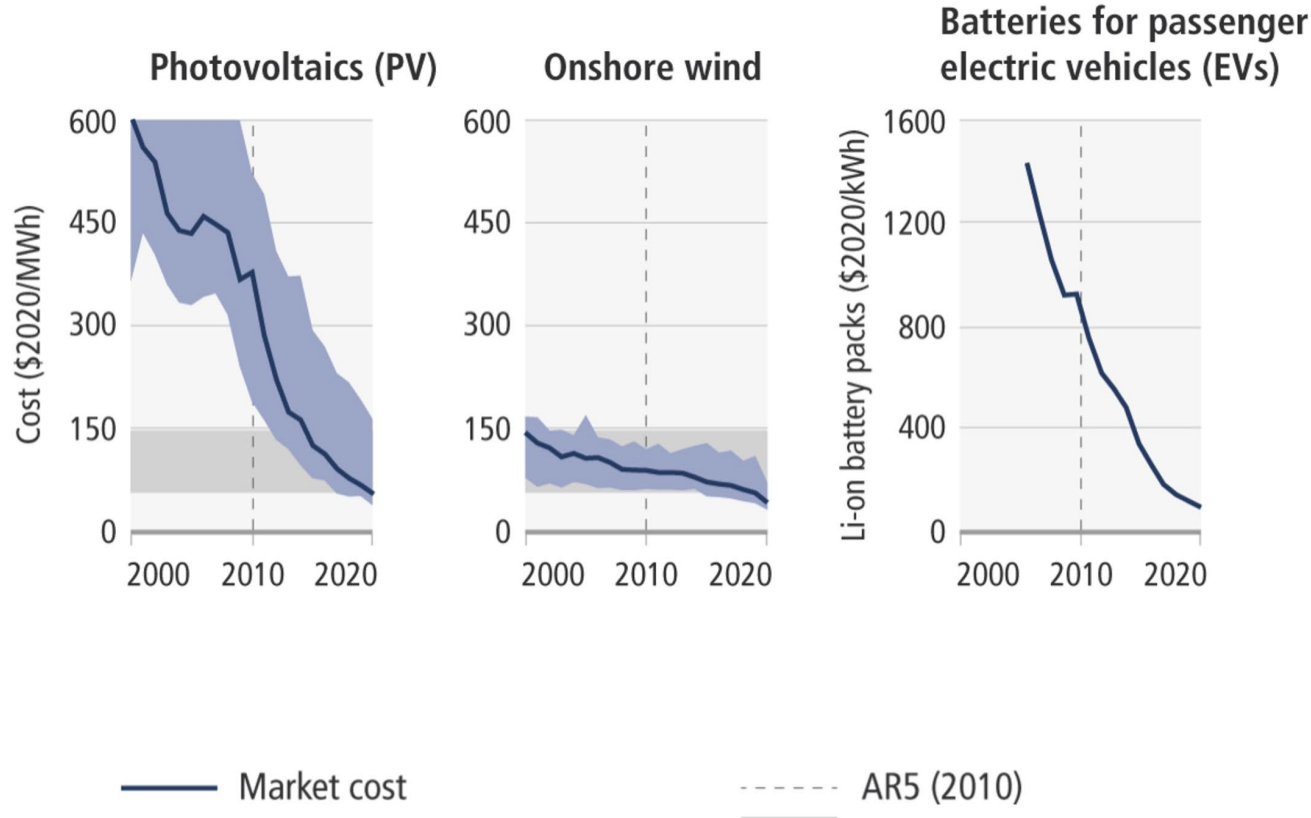 Photovoltaics (PV)
Onshore wind
Batteries for passenger
electric vehicles (EVs)
Cost ($2020/MWh)
600
450
300
150
0
2000 2010 2020
600
450
300
150
0
2000 2010 2020
Li-on battery packs ($2020/kWh)
1600
1200
800
400
0
2000 2010 2020
Market cost
AR5 (2010)